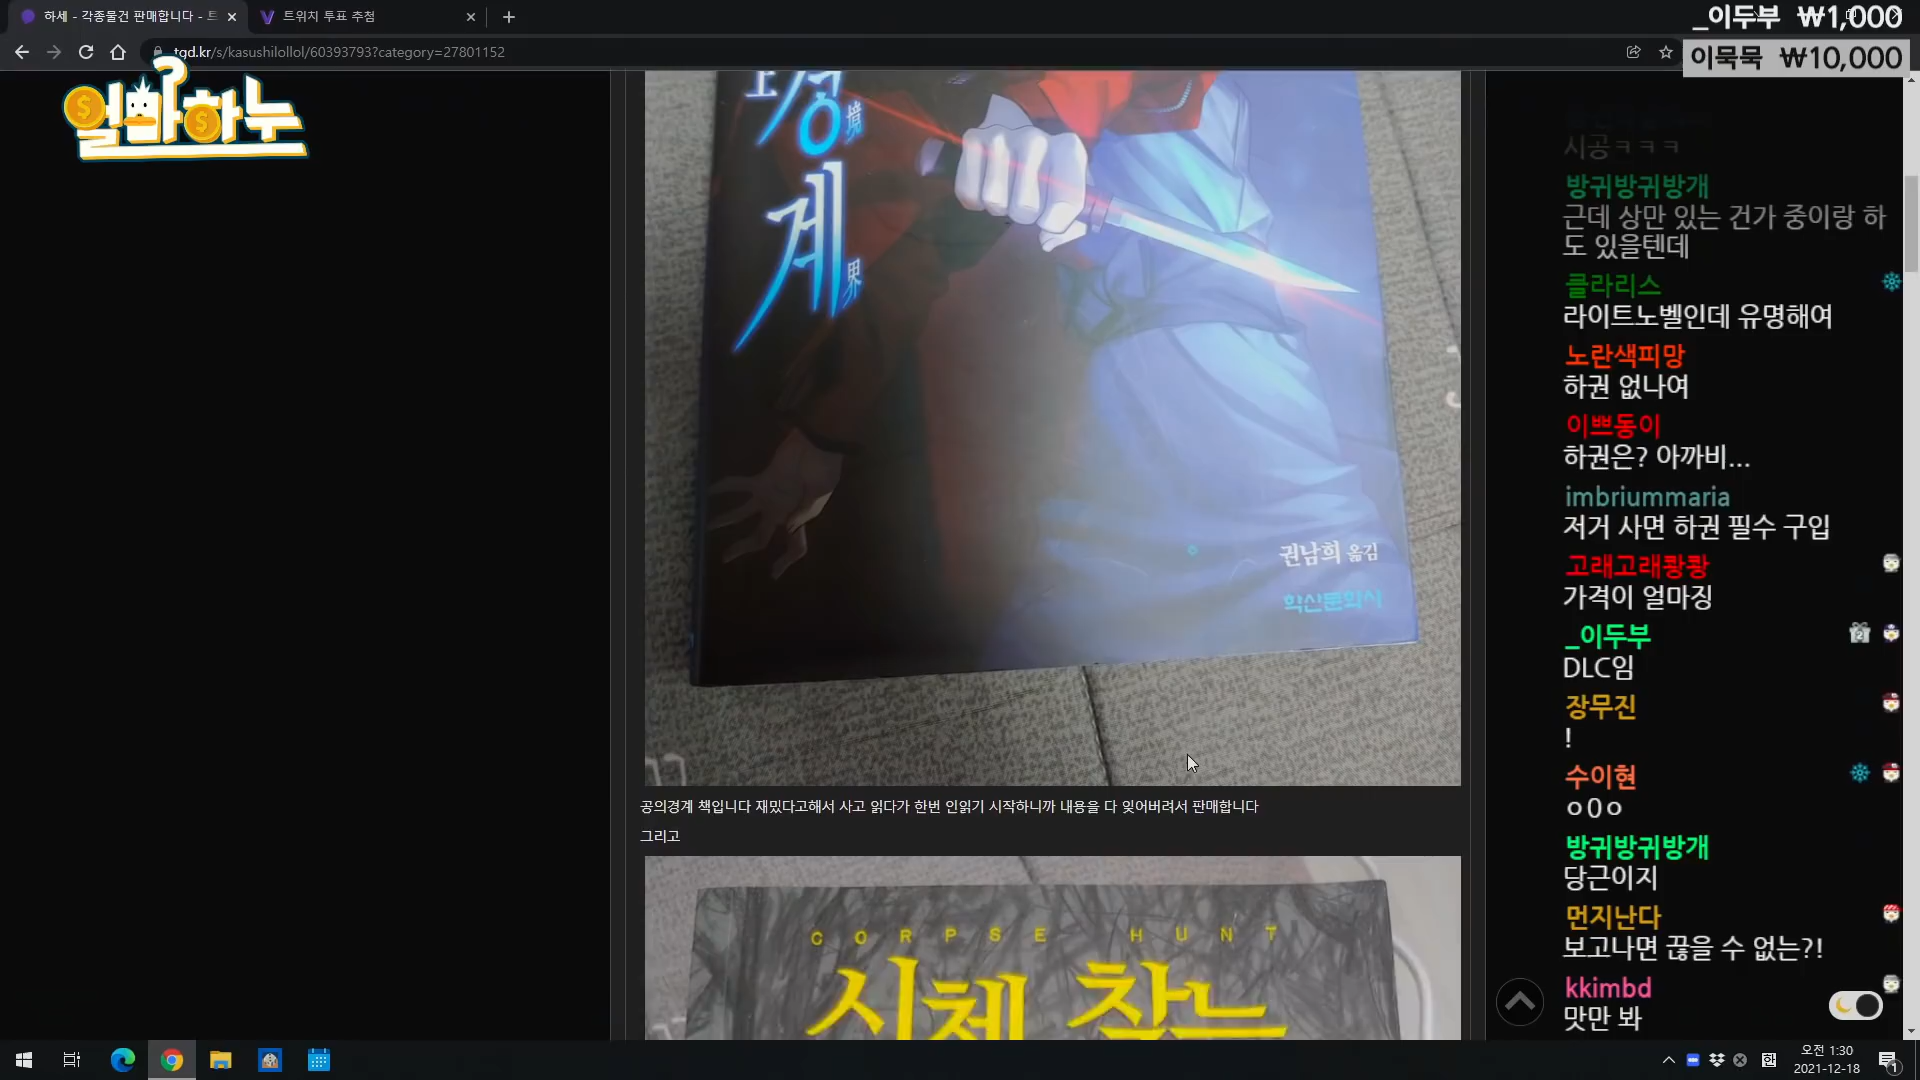 하세 - 각종물건 판매합니다 - 트
트위치 투표 추첨
tgd.kr/s/kasushilollol/60393793?category=27801152
_이두부 ₩1,000
이묵묵 ₩10,000
얼마하누
?
上
경
境
계
界
권남희 옮김
학산문화사
공의경계 책입니다 재밌다고해서 사고 읽다가 한번 안읽기 시작하니까 내용을 다 잊어버려서 판매합니다
그리고
CORPSE HUNT
시체 찾는
시공ㅋㅋㅋ
방귀방귀방개
근데 상만 있는 건가 중이랑 하
도 있을텐데
클라리스
라이트노벨인데 유명해여
노란색피망
하권 없나여
이쁘동이
하권은? 아까비...
imbriummaria
저거 사면 하권 필수 구입
고래고래쾅쾅
가격이 얼마징
_이두부
DLC임
장무진
!
수이현
ㅇ0ㅇ
방귀방귀방개
당근이지
먼지난다
보고나면 끊을 수 없는?!
kkimbd
맛만 봐
한
오전 1:30
2021-12-18
1